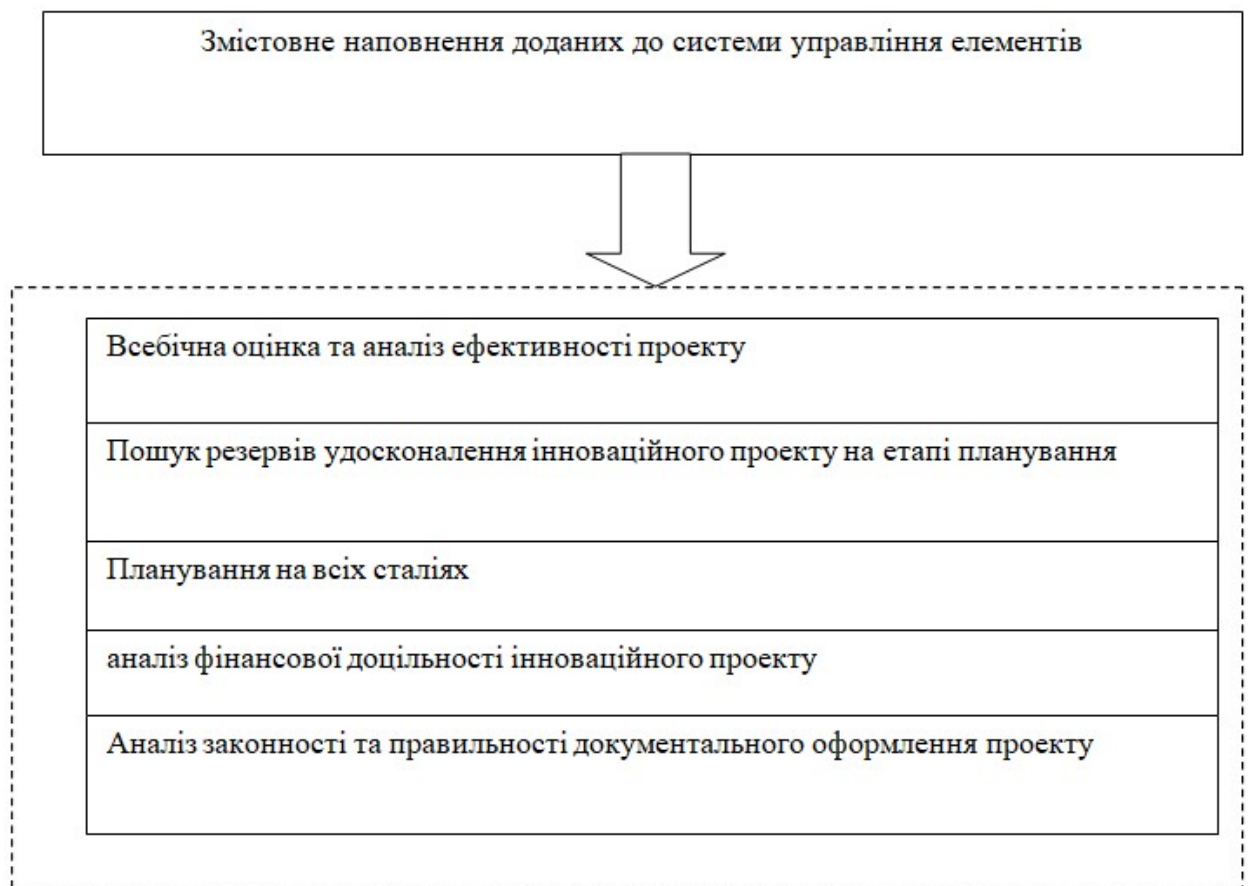 Змістовне наповнення доданих до системи управління елементів
Всебічна оцінка та аналіз ефективності проекту
Пошук резервів удосконалення інноваційного проекту на етапі планування
Планування на всіх сталіях
аналіз фінансової доцільності інноваційного проекту
Аналіз законності та правильності документального оформлення проекту